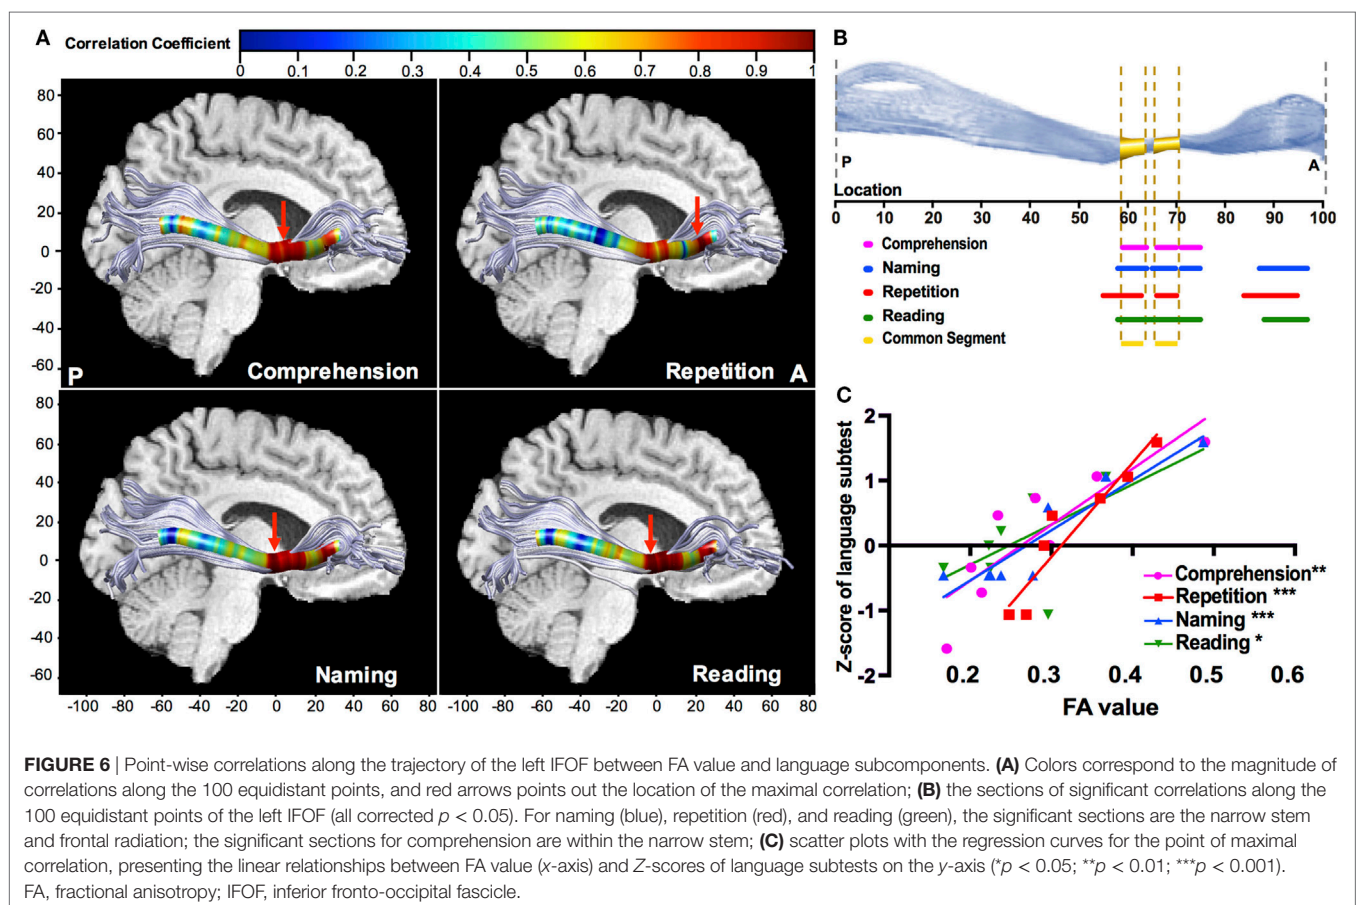 A
Correlation Coefficient
0 0.1 0.2 0.3 0.4 0.5 0.6 0.7 0.8 0.9 1
80
60
40
20
0
-20
-40
-60
P
Comprehension
Repetition
A
80
60
40
20
0
-20
-40
-60
Naming
Reading
-100 -80 -60 -40 -20 0 20 40 60 80
-100 -80 -60 -40 -20 0 20 40 60 80
B
P
A
Location
0 10 20 30 40 50 60 70 80 90 100
Comprehension
Naming
Repetition
Reading
Common Segment
C
Z-score of language subtest
2
1
0
-1
-2
Comprehension**
Repetition ***
Naming ***
Reading *
0.2 0.3 0.4 0.5 0.6
FA value
FIGURE 6 | Point-wise correlations along the trajectory of the left IFOF between FA value and language subcomponents. (A) Colors correspond to the magnitude of
correlations along the 100 equidistant points, and red arrows points out the location of the maximal correlation; (B) the sections of significant correlations along the
100 equidistant points of the left IFOF (all corrected p < 0.05). For naming (blue), repetition (red), and reading (green), the significant sections are the narrow stem
and frontal radiation; the significant sections for comprehension are within the narrow stem; (C) scatter plots with the regression curves for the point of maximal
correlation, presenting the linear relationships between FA value (x-axis) and Z-scores of language subtests on the y-axis (*p < 0.05; **p < 0.01; ***p < 0.001).
FA, fractional anisotropy; IFOF, inferior fronto-occipital fascicle.